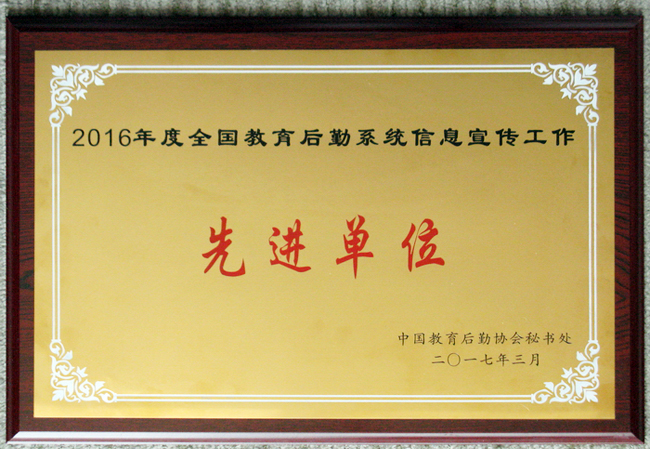 2016年度全国教育后勤系统信息宣传工作
先进单位
中国教育后勤协会秘书处
二〇一七年三月